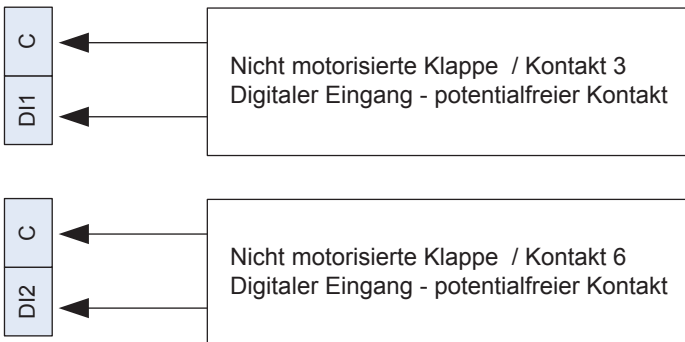 C
Nicht motorisierte Klappe / Kontakt 3
Digitaler Eingang - potentialfreier Kontakt
DI1
C
Nicht motorisierte Klappe / Kontakt 6
Digitaler Eingang - potentialfreier Kontakt
DI2